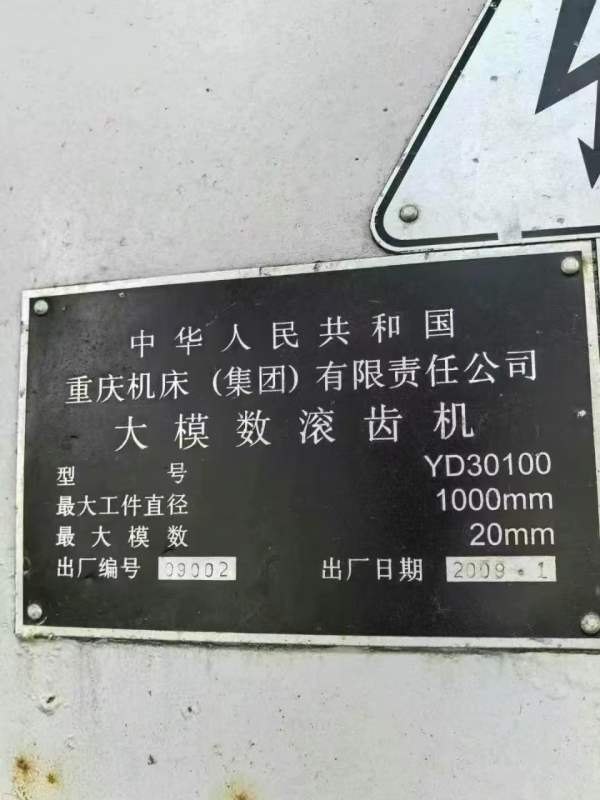 中华人民共和国
重庆机床(集团)有限责任公司
大模数滚齿机
型号 YD30100
最大工件直径 1000mm
最大模数 20mm
出厂编号 09002 出厂日期 2009·1